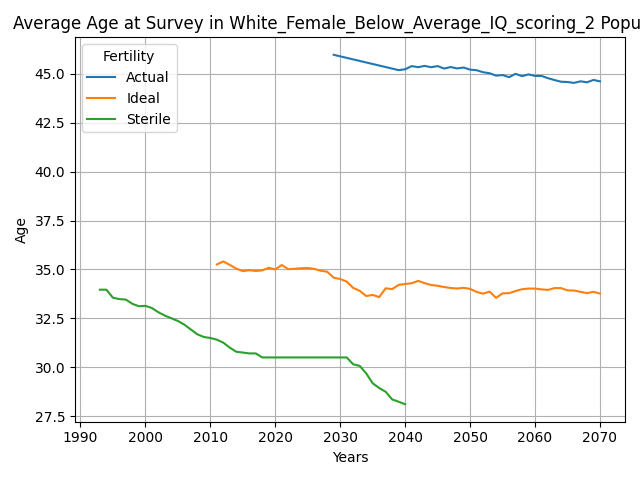 Average Age at Survey in White_Female_Below_Average_IQ_scoring_2 Popu
Fertility
Actual
Ideal
Sterile
45.0
42.5
40.0
37.5
35.0
32.5
30.0
27.5
Age
1990 2000 2010 2020 2030 2040 2050 2060 2070
Years